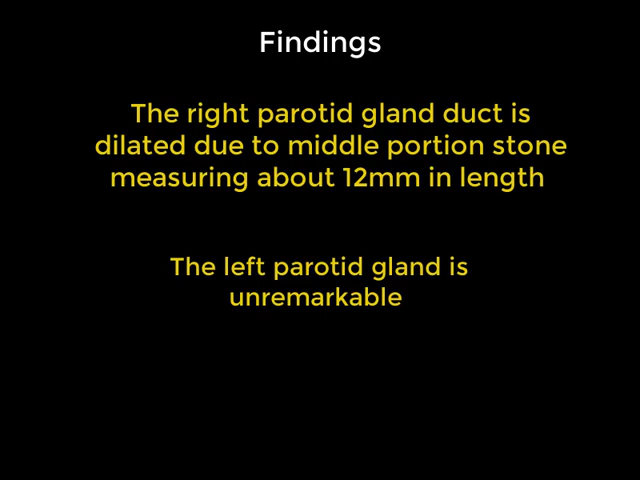 Findings
The right parotid gland duct is
dilated due to middle portion stone
measuring about 12mm in length
The left parotid gland is
unremarkable